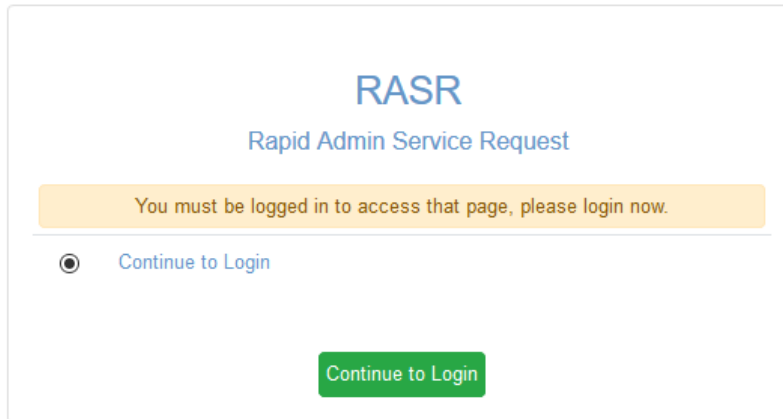 RASR
Rapid Admin Service Request
You must be logged in to access that page, please login now.
Continue to Login
Continue to Login